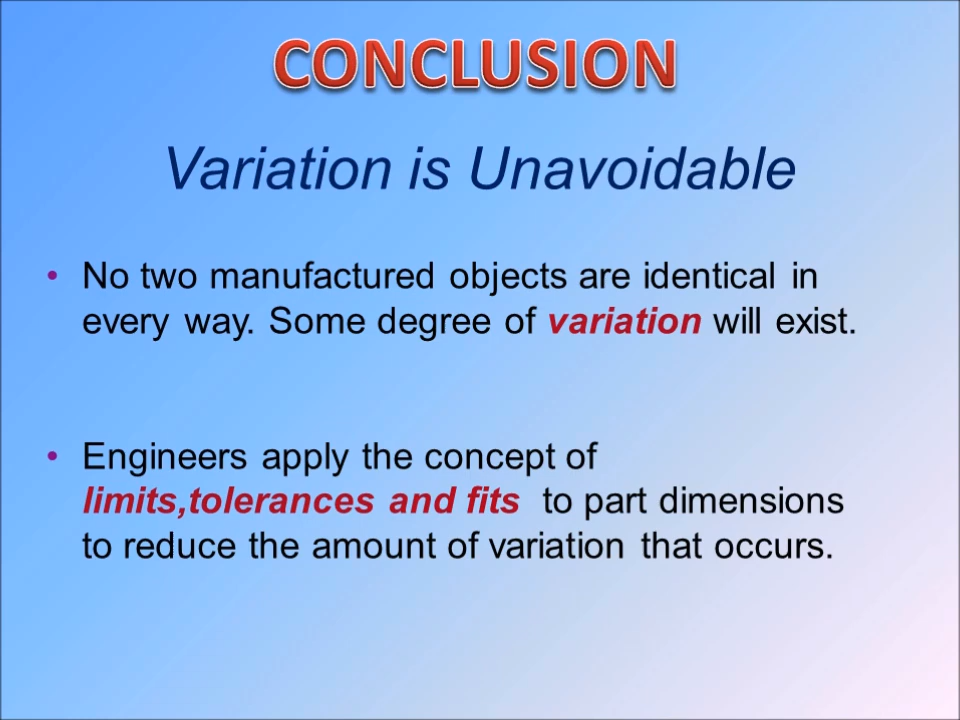 CONCLUSION
Variation is Unavoidable
• No two manufactured objects are identical in
every way. Some degree of variation will exist.
• Engineers apply the concept of
limits,tolerances and fits to part dimensions
to reduce the amount of variation that occurs.